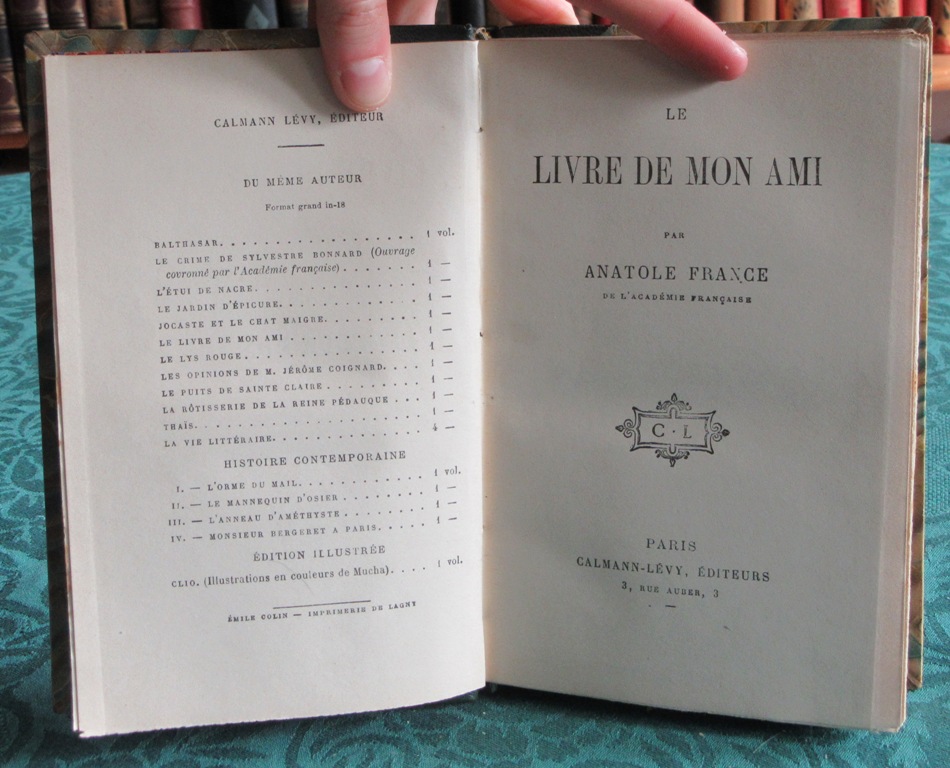 CALMANN LÉVY, ÉDITEUR
DU MÊME AUTEUR
Format grand in-18
BALTHASAR. . . . . . . . . . . . . . . . . . 1 vol.
LE CRIME DE SYLVESTRE BONNARD (Ouvrage
couronné par l'Académie française) . . . . . . . 1 —
L'ÉTUI DE NACRE. . . . . . . . . . . . . . . 1 —
LE JARDIN D'ÉPICURE. . . . . . . . . . . . . 1 —
JOCASTE ET LE CHAT MAIGRE. . . . . . . . . 1 —
LE LIVRE DE MON AMI . . . . . . . . . . . . 1 —
LE LYS ROUGE . . . . . . . . . . . . . . . . 1 —
LES OPINIONS DE M. JÉRÔME COIGNARD. . . . 1 —
LE PUITS DE SAINTE CLAIRE . . . . . . . . . 1 —
LA RÔTISSERIE DE LA REINE PÉDAUQUE . . . 1 —
THAÏS. . . . . . . . . . . . . . . . . . . . 1 —
LA VIE LITTÉRAIRE. . . . . . . . . . . . . . 4 —
HISTOIRE CONTEMPORAINE
I. — L'ORME DU MAIL. . . . . . . . . . . 1 vol.
II. — LE MANNEQUIN D'OSIER . . . . . . . 1 —
III. — L'ANNEAU D'AMÉTHYSTE . . . . . . . 1 —
IV. — MONSIEUR BERGERET A PARIS. . . . . 1 —
ÉDITION ILLUSTRÉE
CLIO. (Illustrations en couleurs de Mucha). . . . 1 vol.
ÉMILE COLIN — IMPRIMERIE DE LAGNY
LE
LIVRE DE MON AMI
PAR
ANATOLE FRANCE
DE L'ACADÉMIE FRANÇAISE
C · L
PARIS
CALMANN-LÉVY, ÉDITEURS
3, RUE AUBER, 3